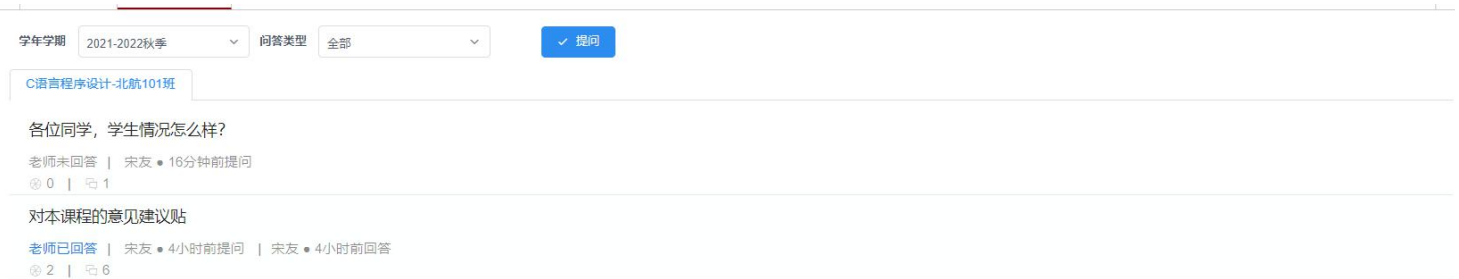 学年学期 2021-2022秋季 问答类型 全部 提问
C语言程序设计-北航101班
各位同学，学生情况怎么样？
老师未回答 | 宋友 ● 16分钟前提问
0 | 1
对本课程的意见建议贴
老师已回答 | 宋友 ● 4小时前提问 | 宋友 ● 4小时前回答
2 | 6